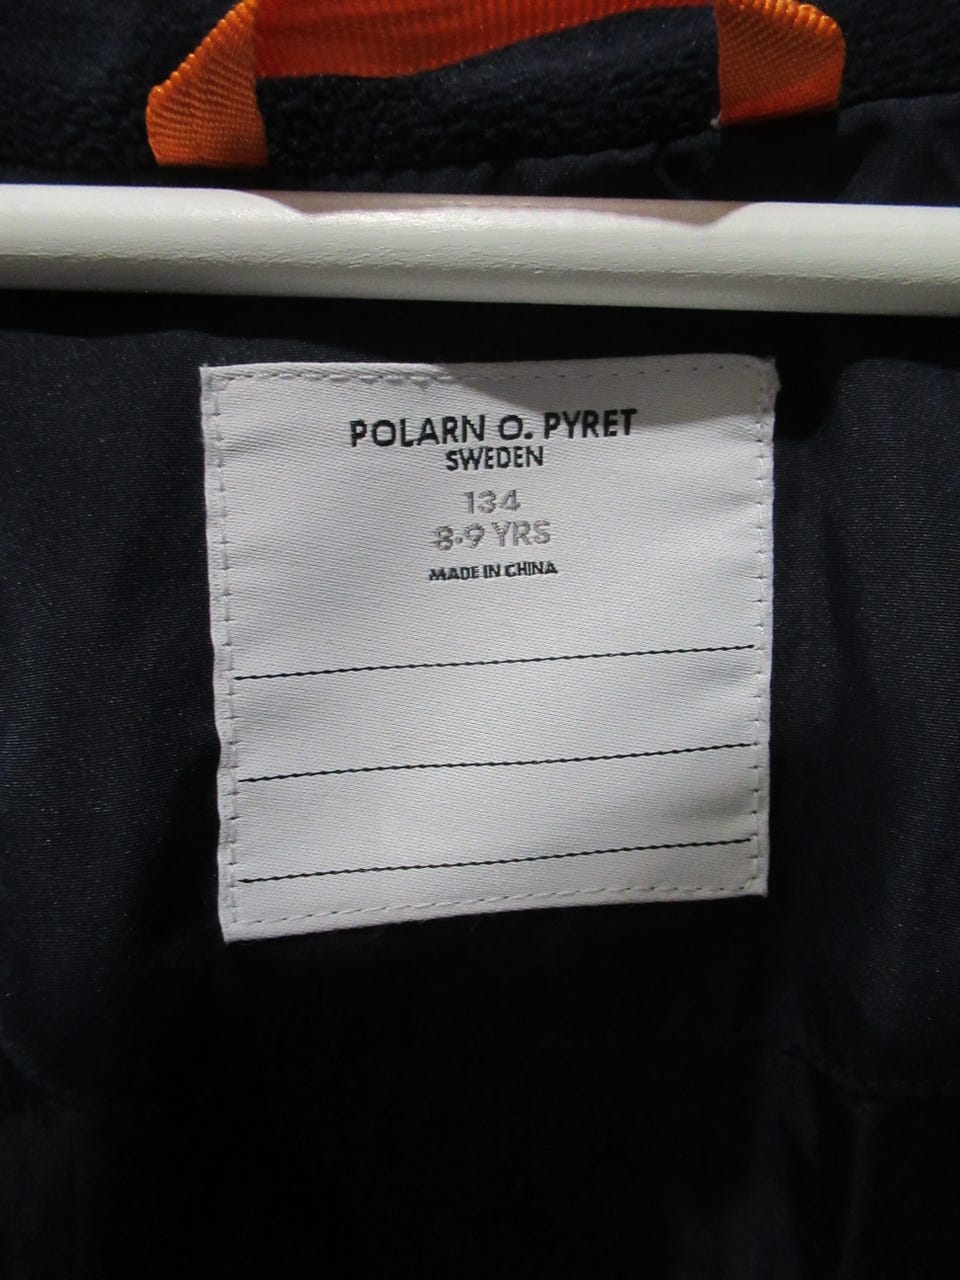 POLARN O. PYRET
SWEDEN
134
8-9 YRS
MADE IN CHINA